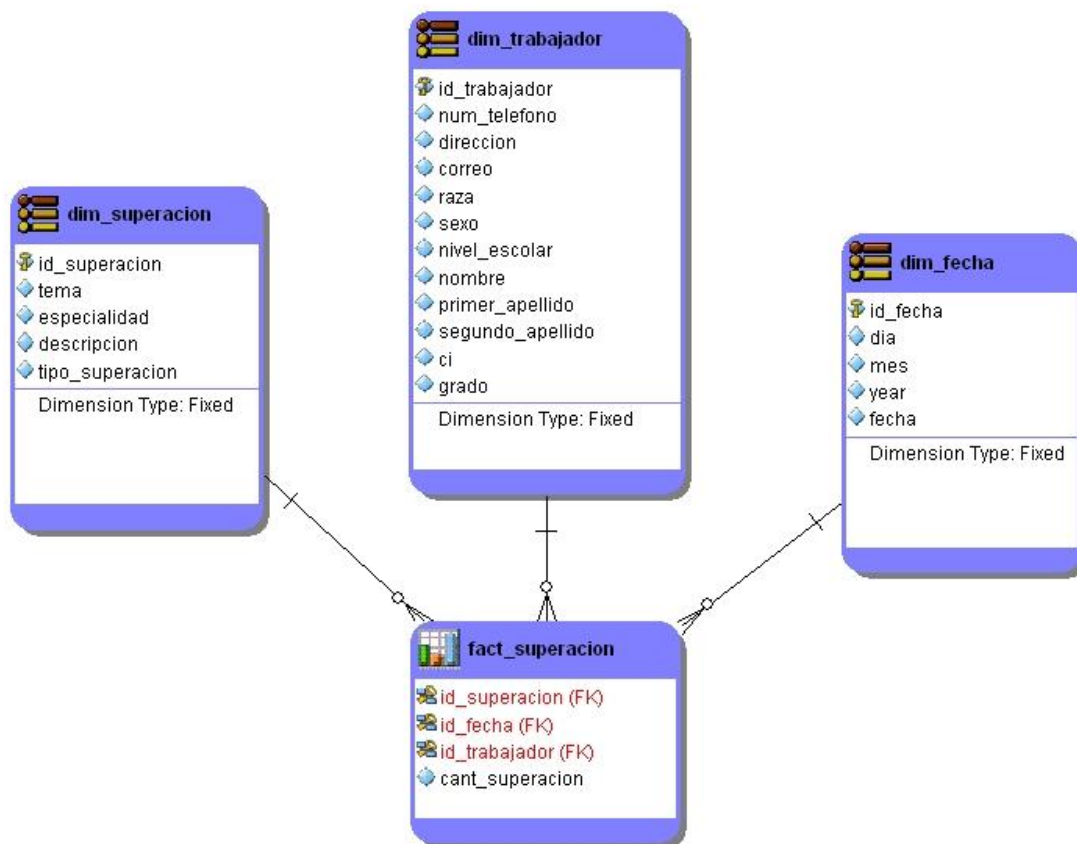 dim_trabajador
id_trabajador
num_telefono
direccion
correo
raza
sexo
nivel_escolar
nombre
primer_apellido
segundo_apellido
ci
grado
Dimension Type: Fixed
dim_superacion
id_superacion
tema
especialidad
descripcion
tipo_superacion
Dimension Type: Fixed
dim_fecha
id_fecha
dia
mes
year
fecha
Dimension Type: Fixed
fact_superacion
id_superacion (FK)
id_fecha (FK)
id_trabajador (FK)
cant_superacion